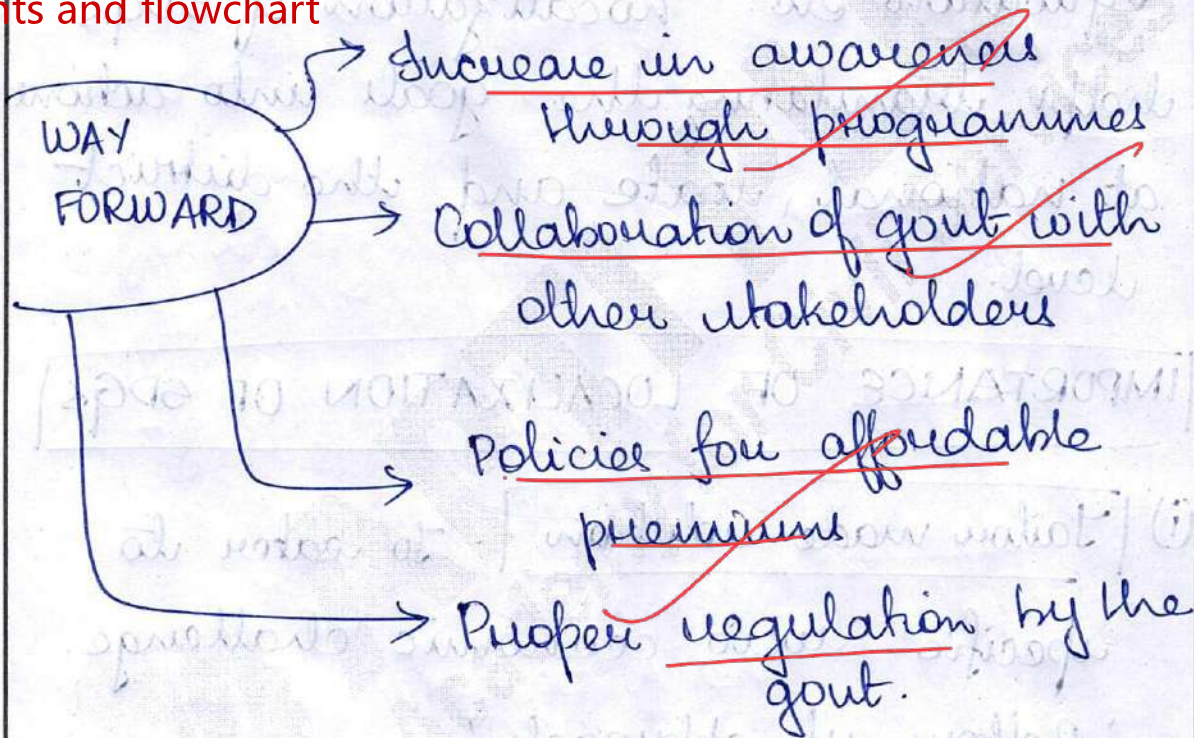 nts and flowchart
Increase in awareness
through programmes
WAY
FORWARD
Collaboration of govt with
other stakeholders
Policies for affordable
premiums
Proper regulation by the
govt.